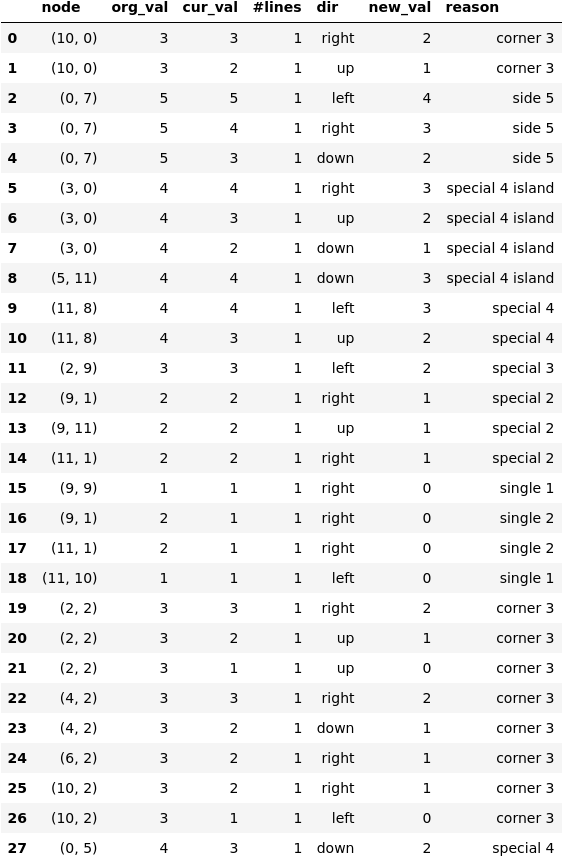 node org_val cur_val #lines dir new_val reason
0 (10, 0) 3 3 1 right 2 corner 3
1 (10, 0) 3 2 1 up 1 corner 3
2 (0, 7) 5 5 1 left 4 side 5
3 (0, 7) 5 4 1 right 3 side 5
4 (0, 7) 5 3 1 down 2 side 5
5 (3, 0) 4 4 1 right 3 special 4 island
6 (3, 0) 4 3 1 up 2 special 4 island
7 (3, 0) 4 2 1 down 1 special 4 island
8 (5, 11) 4 4 1 down 3 special 4 island
9 (11, 8) 4 4 1 left 3 special 4
10 (11, 8) 4 3 1 up 2 special 4
11 (2, 9) 3 3 1 left 2 special 3
12 (9, 1) 2 2 1 right 1 special 2
13 (9, 11) 2 2 1 up 1 special 2
14 (11, 1) 2 2 1 right 1 special 2
15 (9, 9) 1 1 1 right 0 single 1
16 (9, 1) 2 1 1 right 0 single 2
17 (11, 1) 2 1 1 right 0 single 2
18 (11, 10) 1 1 1 left 0 single 1
19 (2, 2) 3 3 1 right 2 corner 3
20 (2, 2) 3 2 1 up 1 corner 3
21 (2, 2) 3 1 1 up 0 corner 3
22 (4, 2) 3 3 1 right 2 corner 3
23 (4, 2) 3 2 1 down 1 corner 3
24 (6, 2) 3 2 1 right 1 corner 3
25 (10, 2) 3 2 1 right 1 corner 3
26 (10, 2) 3 1 1 left 0 corner 3
27 (0, 5) 4 3 1 down 2 special 4